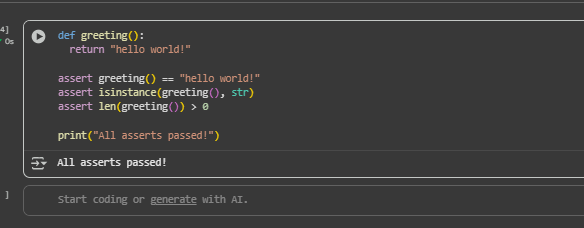 4]
0s
def greeting():
  return "hello world!"

assert greeting() == "hello world!"
assert isinstance(greeting(), str)
assert len(greeting()) > 0

print("All asserts passed!")
All asserts passed!
]
Start coding or generate with AI.